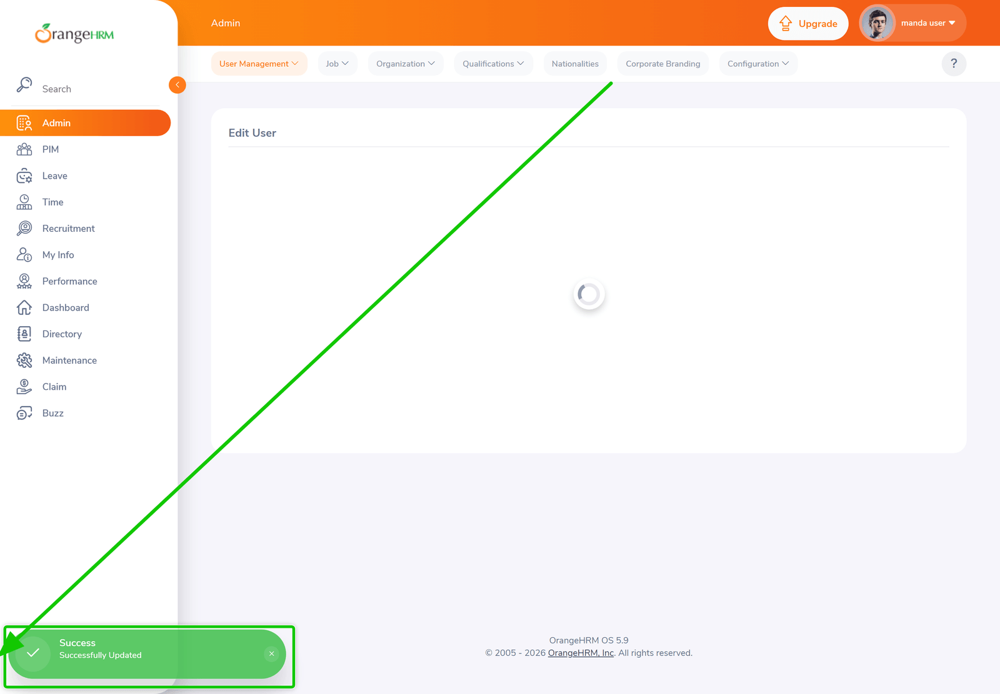 OrangeHRM
Admin
Upgrade
manda user
User Management
Job
Organization
Qualifications
Nationalities
Corporate Branding
Configuration
?
Search
Admin
PIM
Leave
Time
Recruitment
My Info
Performance
Dashboard
Directory
Maintenance
Claim
Buzz
Edit User
Success
Successfully Updated
OrangeHRM OS 5.9
© 2005 - 2026 OrangeHRM, Inc. All rights reserved.